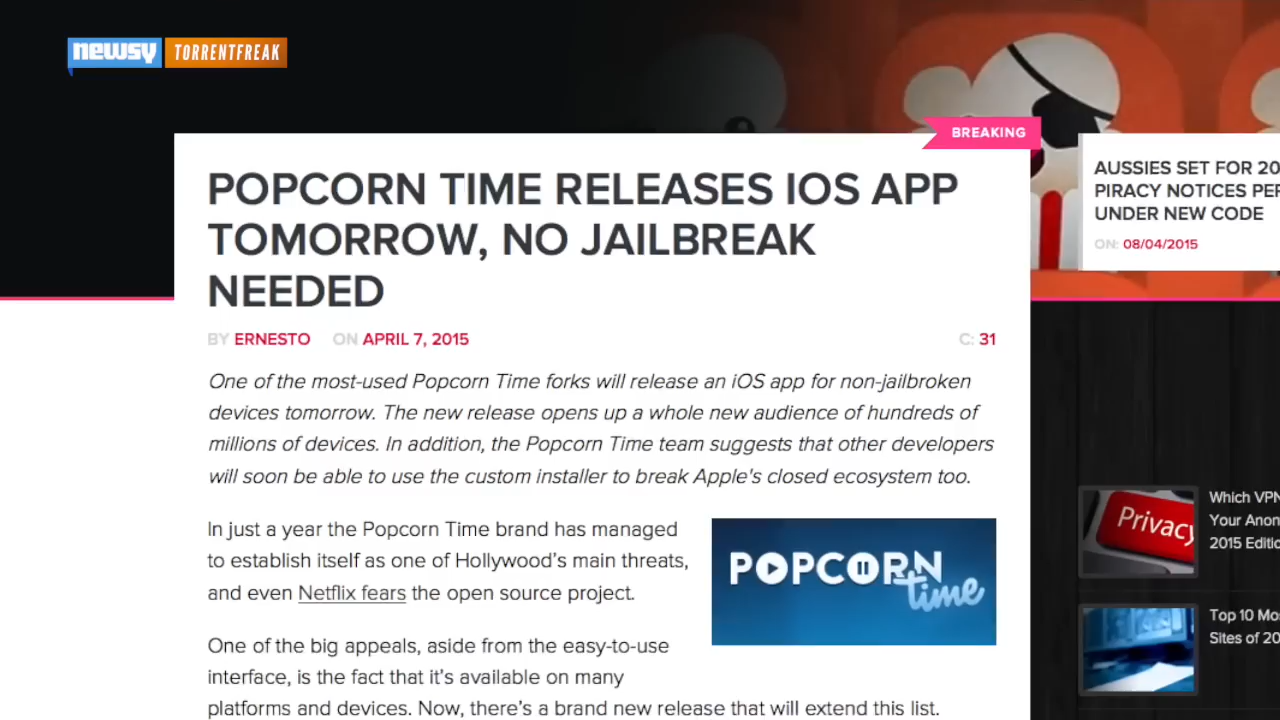 newsy TORRENTFREAK
BREAKING
POPCORN TIME RELEASES IOS APP
TOMORROW, NO JAILBREAK
NEEDED
BY ERNESTO ON APRIL 7, 2015 C: 31
One of the most-used Popcorn Time forks will release an iOS app for non-jailbroken
devices tomorrow. The new release opens up a whole new audience of hundreds of
millions of devices. In addition, the Popcorn Time team suggests that other developers
will soon be able to use the custom installer to break Apple's closed ecosystem too.
In just a year the Popcorn Time brand has managed
to establish itself as one of Hollywood's main threats,
and even Netflix fears the open source project.
POPCORN
time
One of the big appeals, aside from the easy-to-use
interface, is the fact that it's available on many
platforms and devices. Now, there's a brand new release that will extend this list.
AUSSIES SET FOR 20
PIRACY NOTICES PE
UNDER NEW CODE
ON: 08/04/2015
Privacy
Which VPN
Your Anon
2015 Editi
Top 10 Mo
Sites of 20